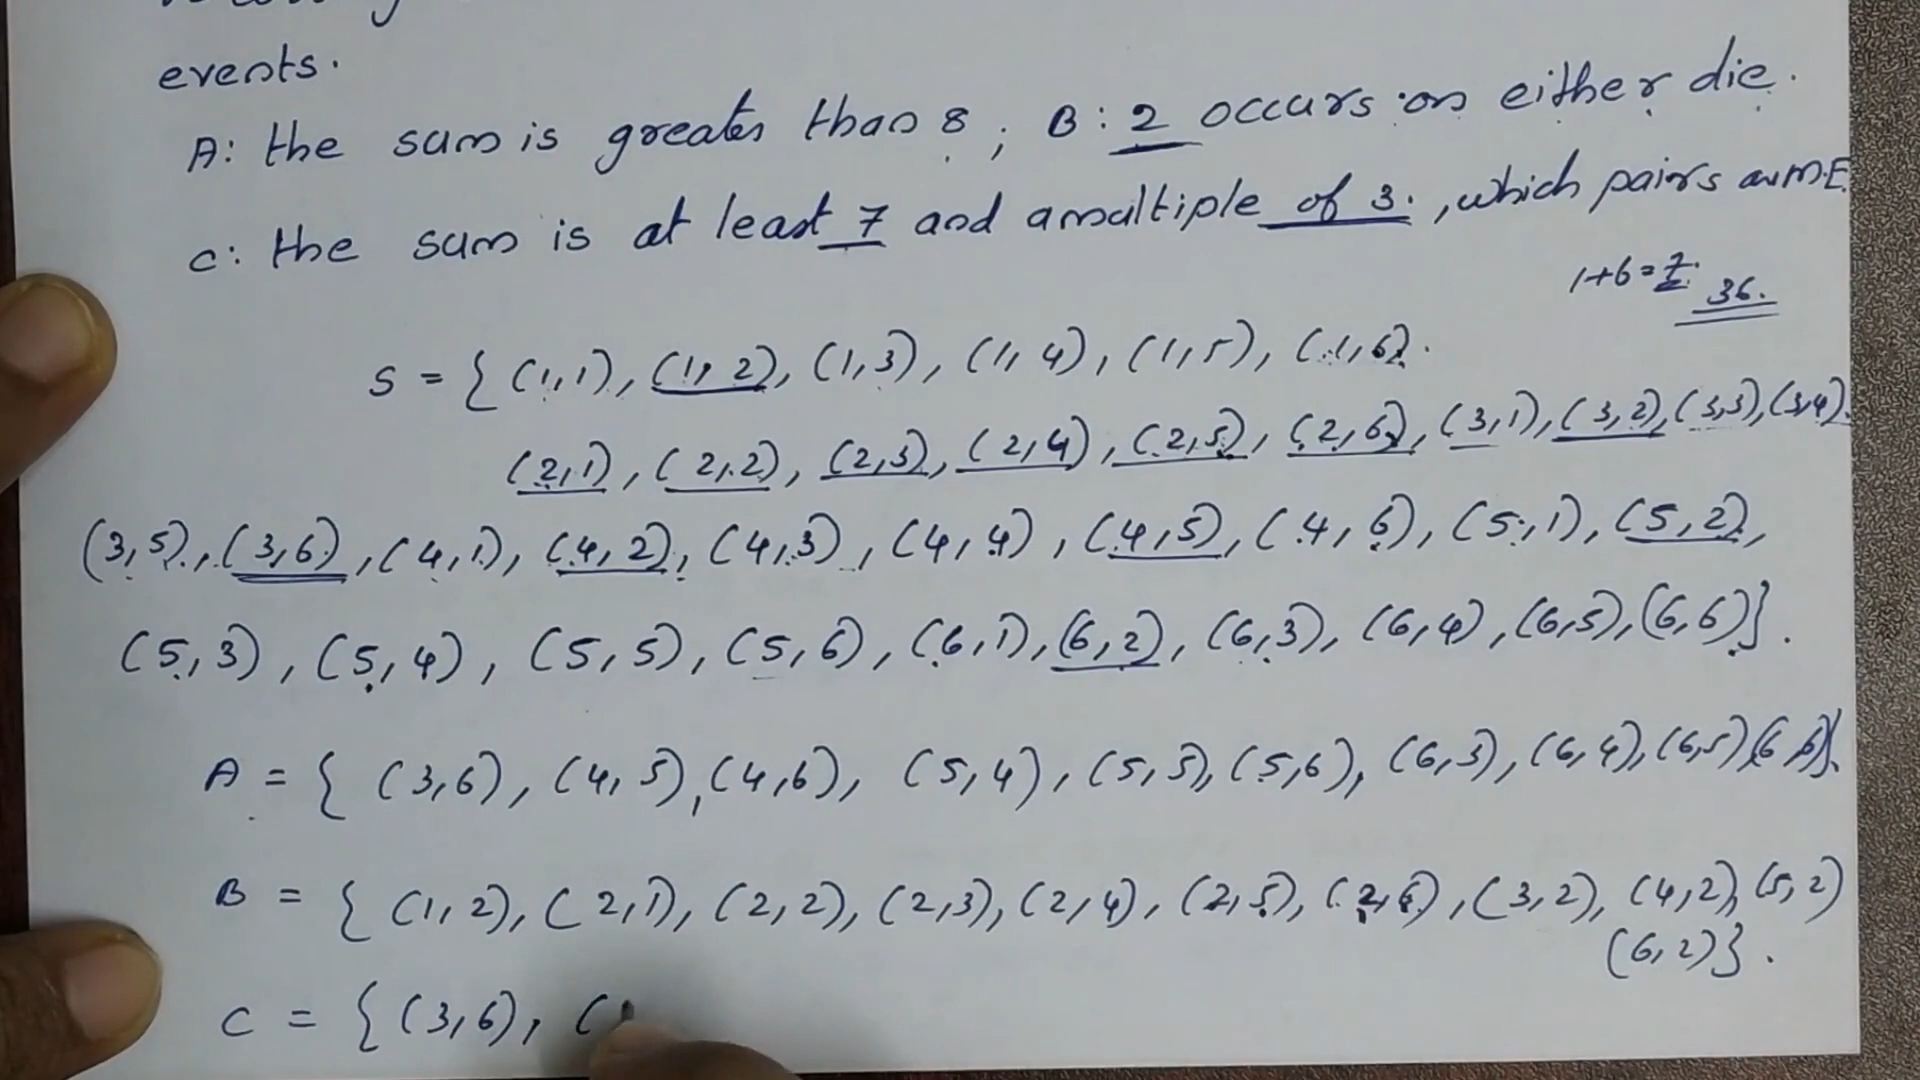 events.
A: the sum is greater than 8 ; B : 2 occurs on either die.
C: the sum is at least 7 and a multiple of 3. , which pairs are M.E
1+6=7. 36.
S = { (1,1), (1,2), (1,3), (1,4), (1,5), (1,6).
(2,1), (2,2), (2,3), (2,4), (2,5), (2,6), (3,1), (3,2), (3,3), (3,4).
(3,5), (3,6), (4,1), (4,2), (4,3), (4,4), (4,5), (4,6), (5,1), (5,2),
(5,3), (5,4), (5,5), (5,6), (6,1), (6,2), (6,3), (6,4), (6,5), (6,6)}.
A = { (3,6), (4,5), (4,6), (5,4), (5,5), (5,6), (6,3), (6,4), (6,5) (6,6)}.
B = { (1,2), (2,1), (2,2), (2,3), (2,4), (2,5), (2,6), (3,2), (4,2), (5,2)
(6,2)}.
C = { (3,6), (